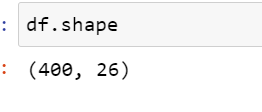 : df.shape
: (400, 26)